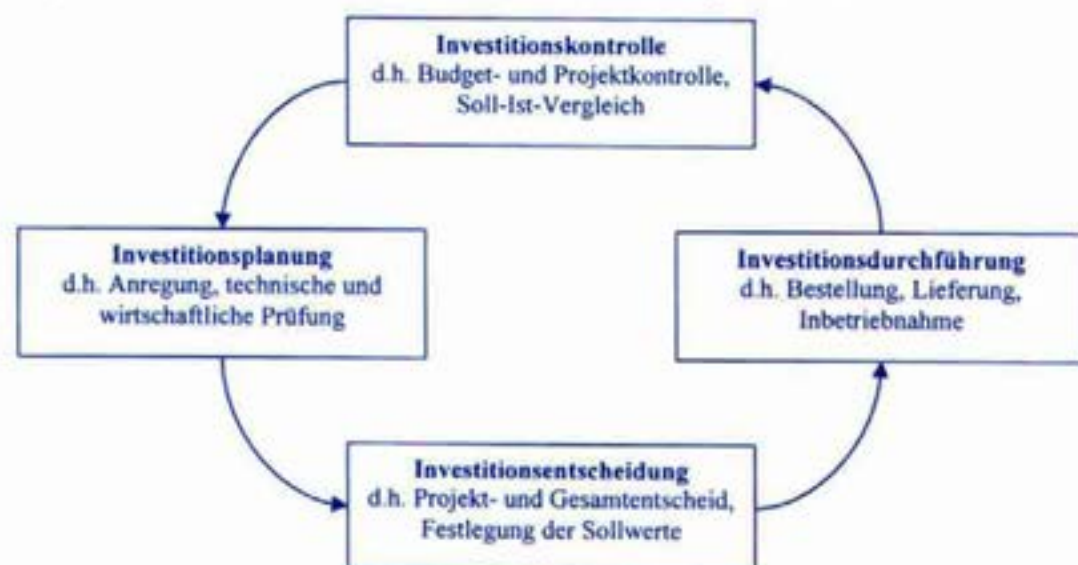 Investitionskontrolle
d.h. Budget- und Projektkontrolle,
Soll-Ist-Vergleich
Investitionsplanung
d.h. Anregung, technische und
wirtschaftliche Prüfung
Investitionsdurchführung
d.h. Bestellung, Lieferung,
Inbetriebnahme
Investitionsentscheidung
d.h. Projekt- und Gesamtentscheid,
Festlegung der Sollwerte